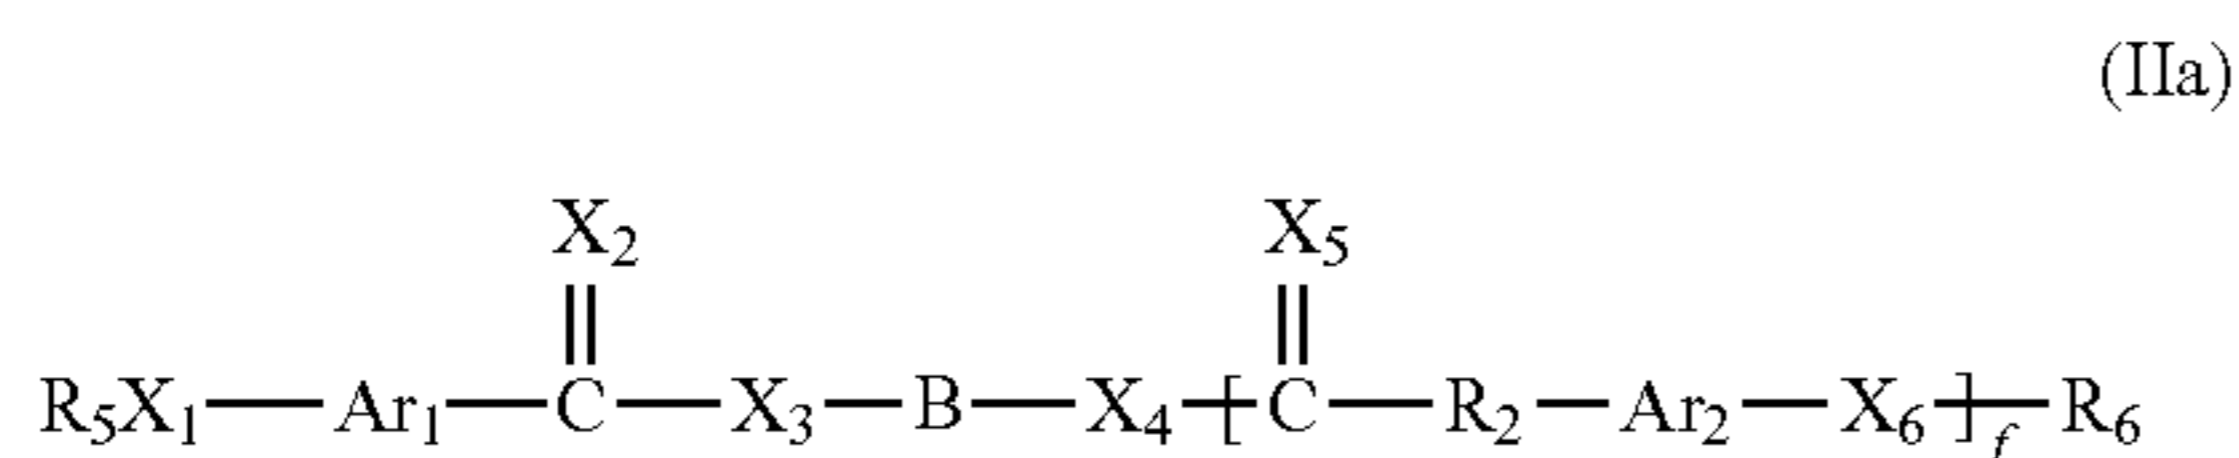 (IIa)
X₂ X₅
R₅X₁—Ar₁—C—X₃—B—X₄—[C—R₂—Ar₂—X₆]f—R₆